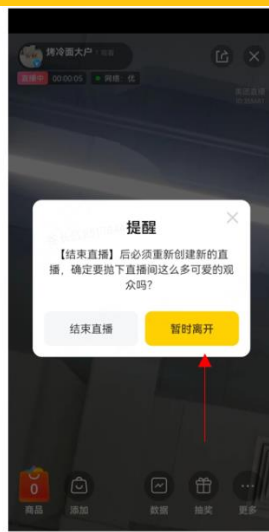 烤冷面大户
直播中 00:00:05 网络 优
提醒
【结束直播】后必须重新创建新的直
播，确定要抛下直播间这么多可爱的观
众吗？
结束直播
暂时离开
0
商品
添加
数据
抽奖
更多